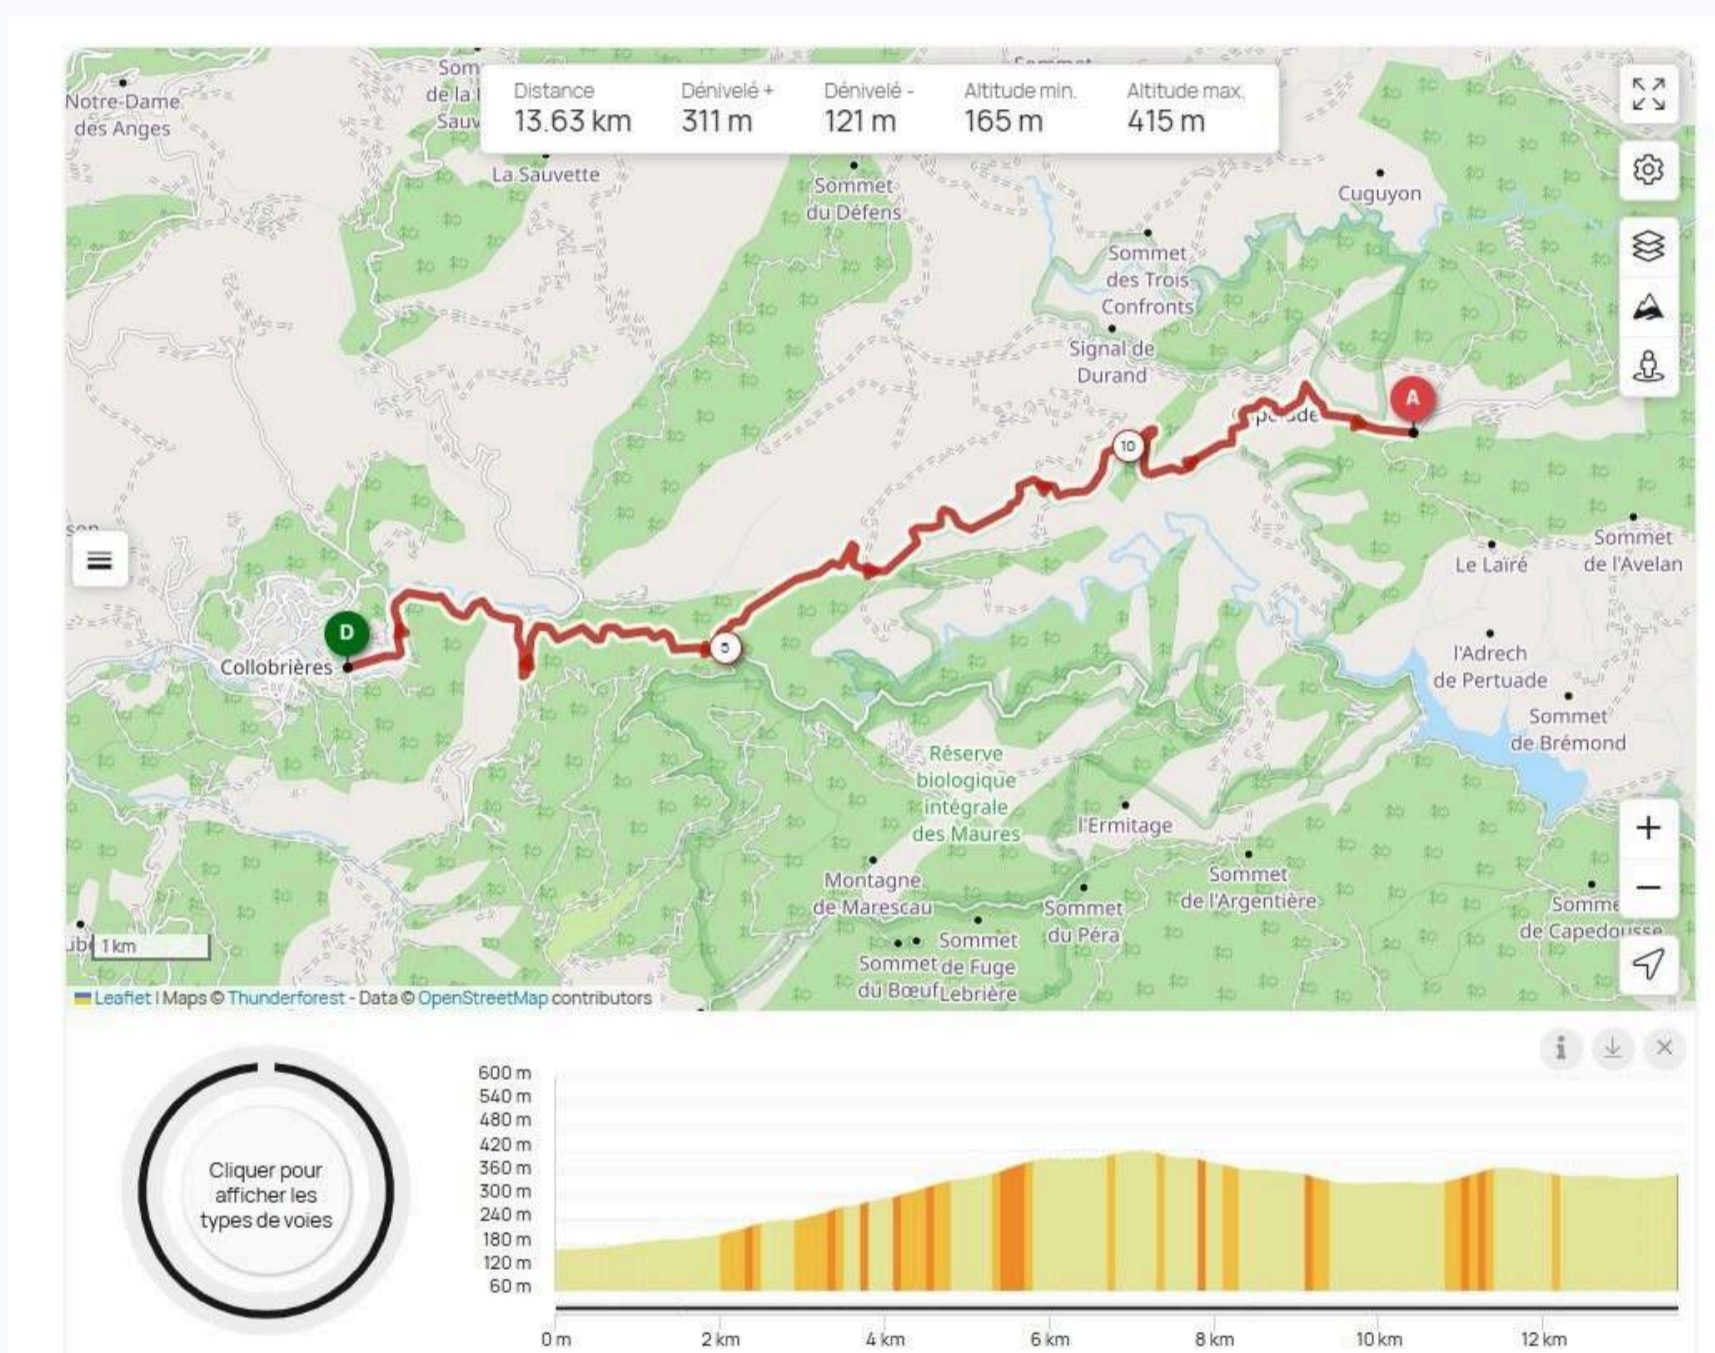 Distance
13.63 km
Dénivelé +
311 m
Dénivelé -
121 m
Altitude min.
165 m
Altitude max.
415 m
Notre-Dame
des Anges
de la
La Sauvette
Sommet
du Défens
Cuguyon
Sommet
des Trois
Confronts
Signal de
Durand
A
10
D
Collobrières
5
Sommet
de l'Avelan
Le Laïré
l'Adrech
de Pertuade
Sommet
de Brémond
Réserve
biologique
intégrale
des Maures
l'Ermitage
Montagne
de Marescau
Sommet
de l'Argentière
Sommet
du Péra
Sommet
de Fuge
Lebrière
Sommet
du Bœuf
de Capedousse
+
−
1 km
Leaflet | Maps © Thunderforest - Data © OpenStreetMap contributors
i
Cliquer pour
afficher les
types de voies
600 m
540 m
480 m
420 m
360 m
300 m
240 m
180 m
120 m
60 m
0 m
2 km
4 km
6 km
8 km
10 km
12 km